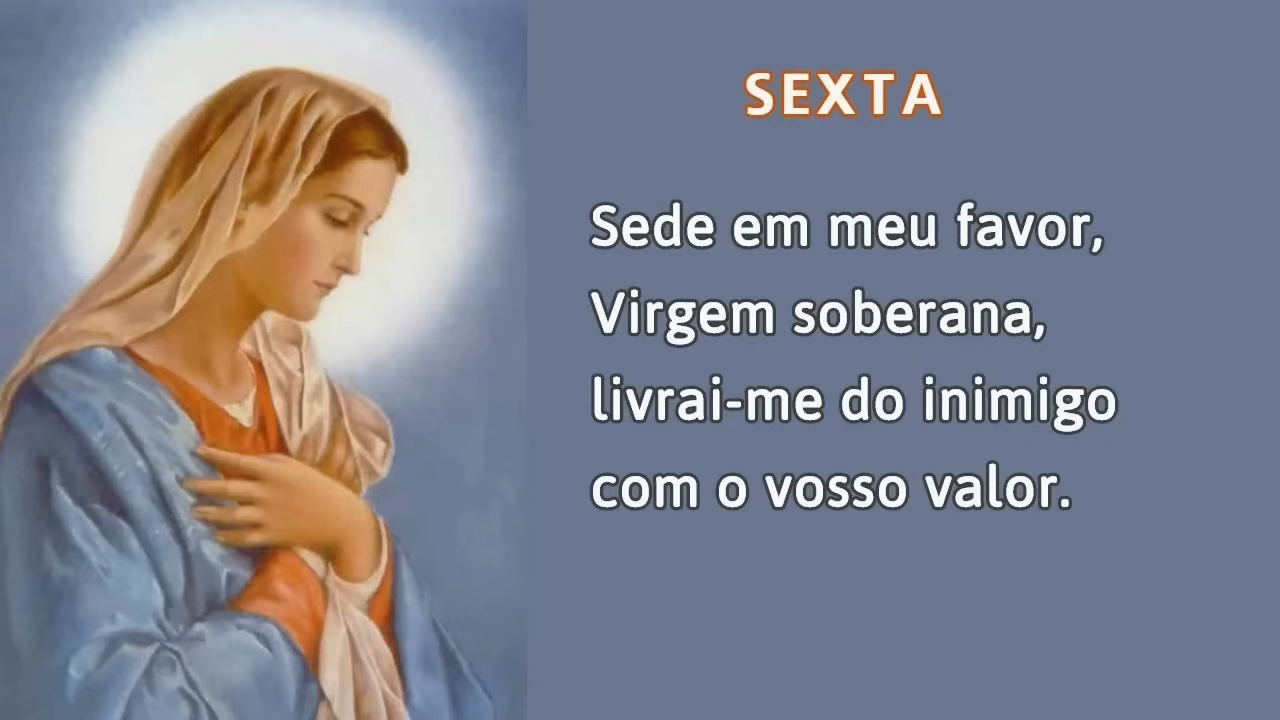 SEXTA
Sede em meu favor,
Virgem soberana,
livrai-me do inimigo
com o vosso valor.